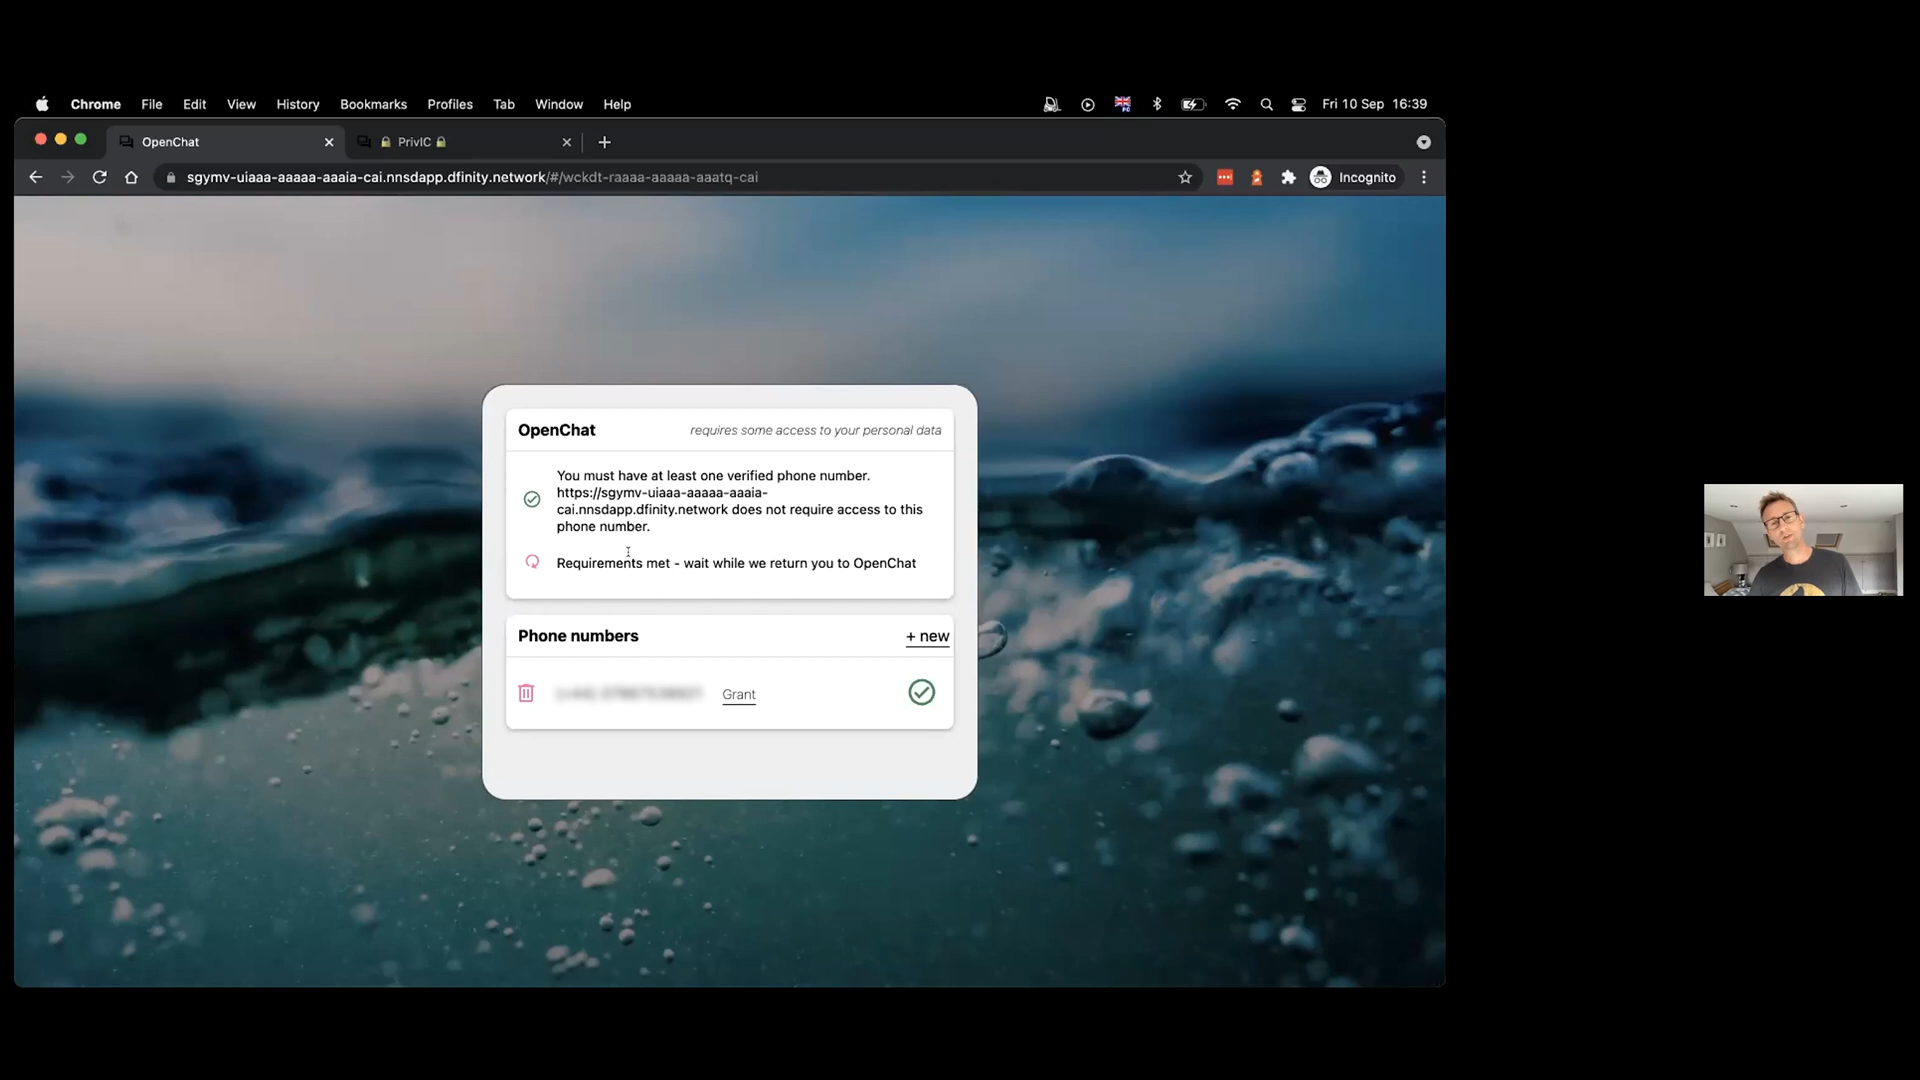 Chrome File Edit View History Bookmarks Profiles Tab Window Help Fri 10 Sep 16:39
OpenChat PrivIC
sgymv-uiaaa-aaaaa-aaaia-cai.nnsdapp.dfinity.network/#/wckdt-raaaa-aaaaa-aaatq-cai Incognito
OpenChat requires some access to your personal data
You must have at least one verified phone number.
https://sgymv-uiaaa-aaaaa-aaaia-
cai.nnsdapp.dfinity.network does not require access to this
phone number.
Requirements met - wait while we return you to OpenChat
Phone numbers + new
Grant